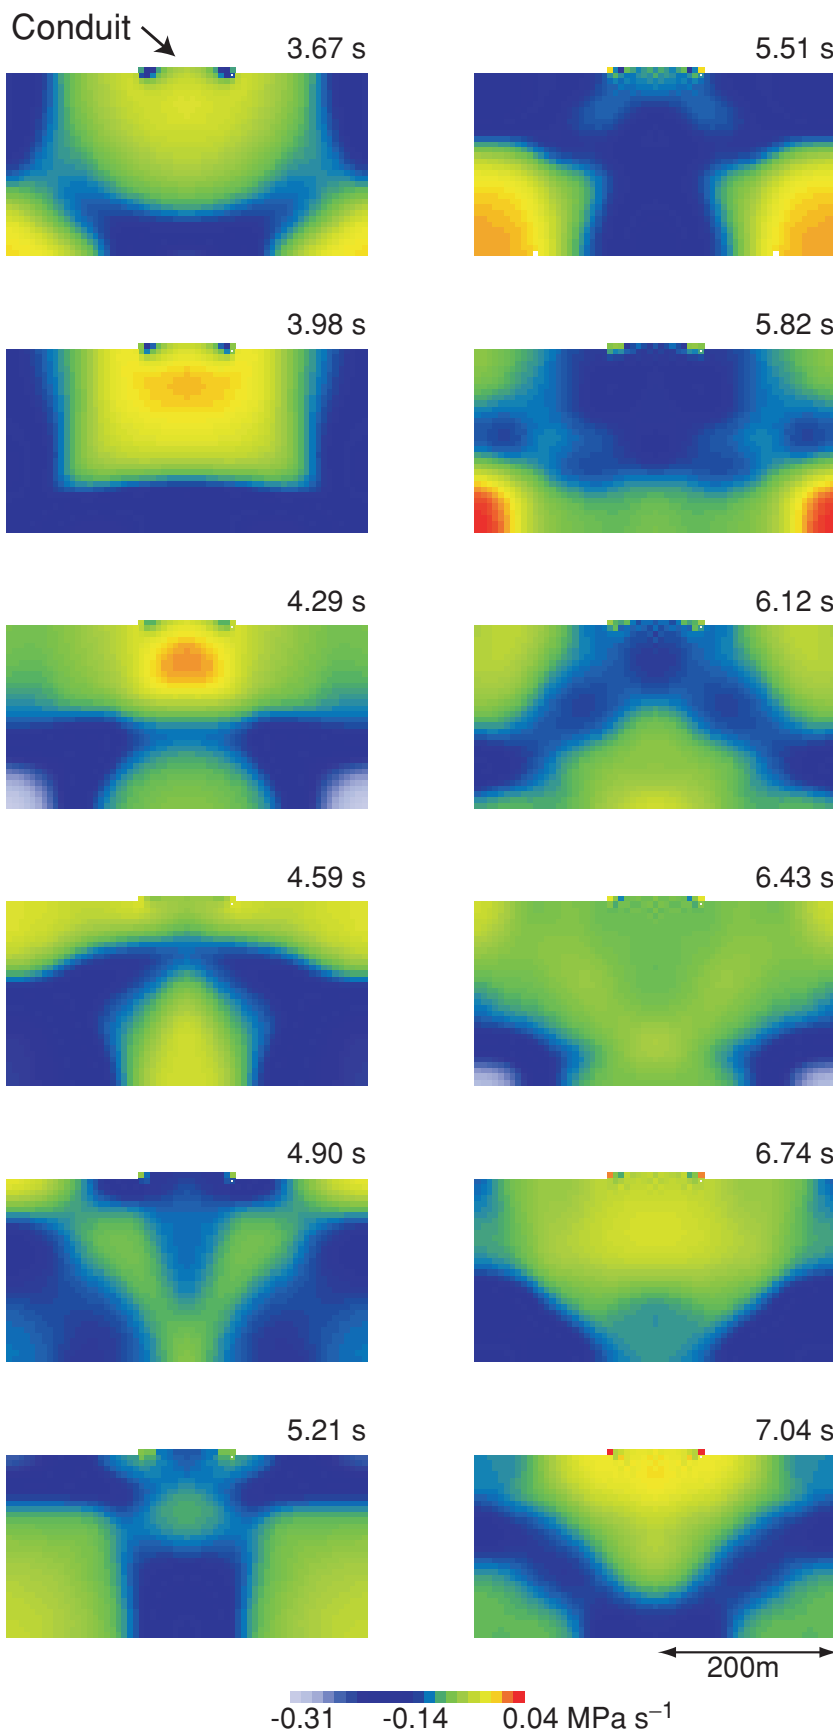 Conduit
3.67 s
5.51 s
3.98 s
5.82 s
4.29 s
6.12 s
4.59 s
6.43 s
4.90 s
6.74 s
5.21 s
7.04 s
200m
-0.31 -0.14 0.04 MPa s⁻¹